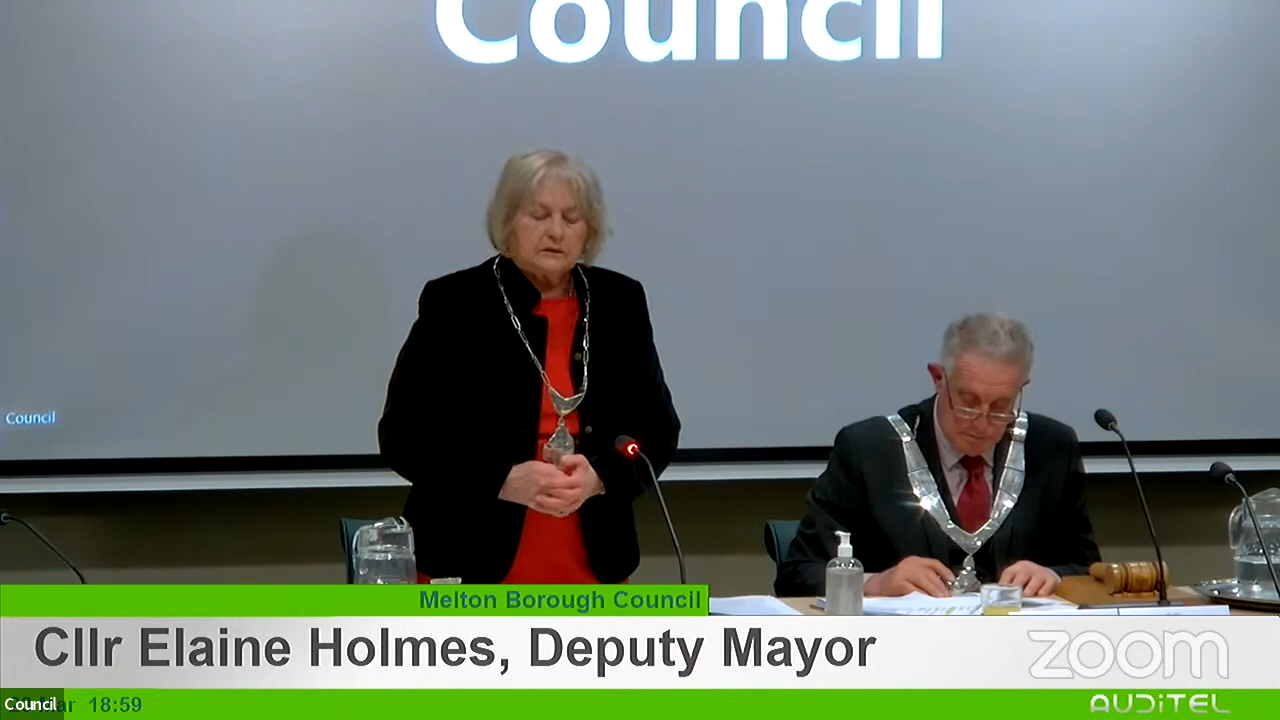 Council
Council
Melton Borough Council
Cllr Elaine Holmes, Deputy Mayor
zoom
Council
18:59
AUDiTEL